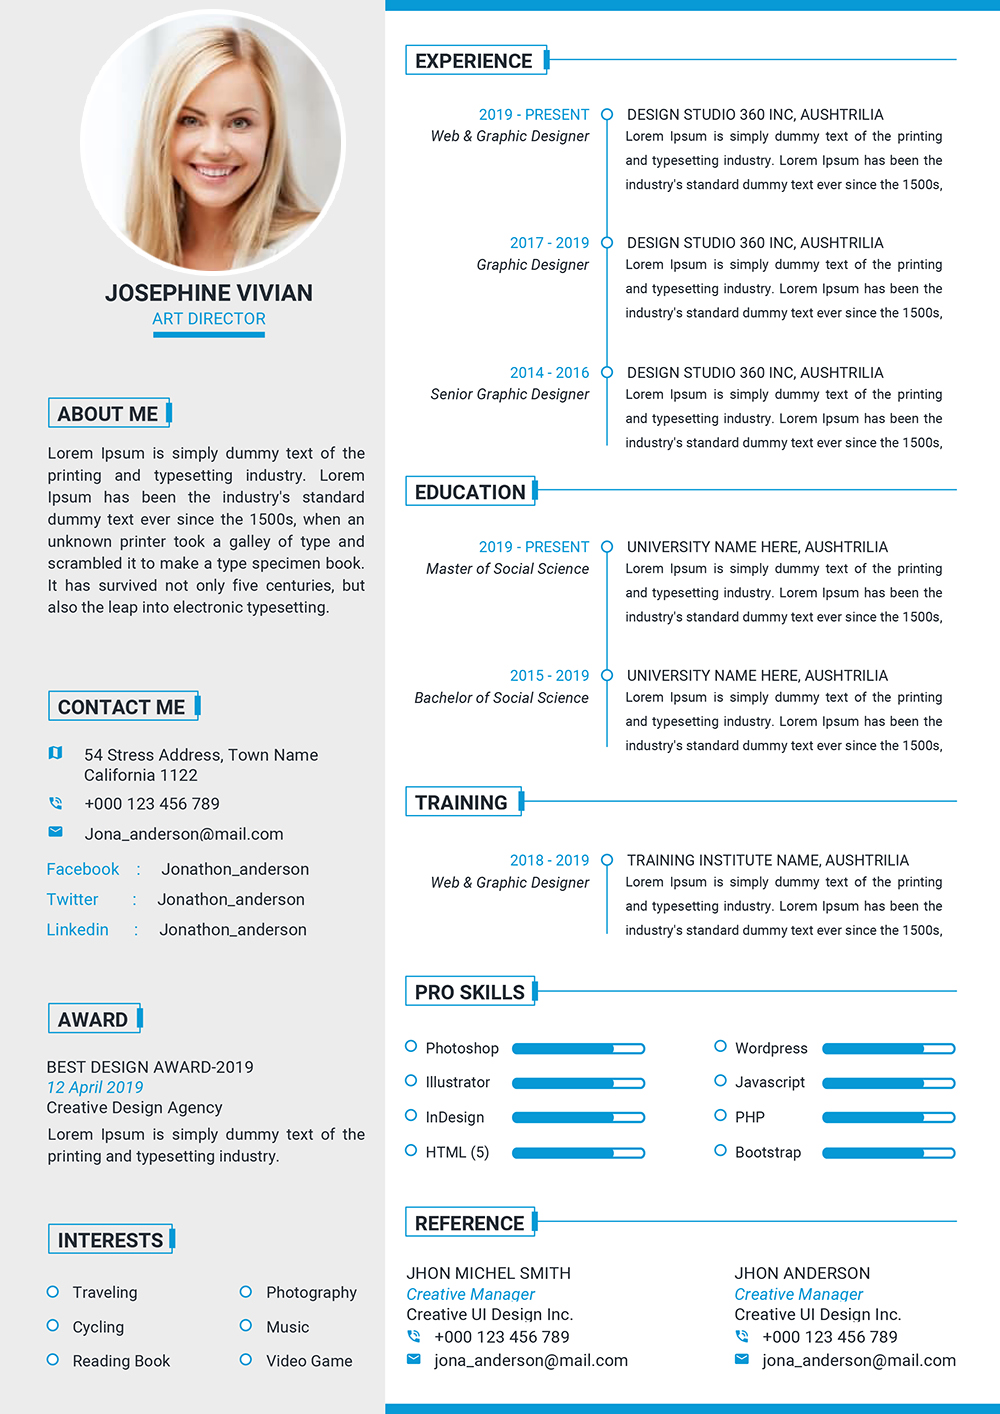 JOSEPHINE VIVIAN
ART DIRECTOR
ABOUT ME
Lorem Ipsum is simply dummy text of the
printing and typesetting industry. Lorem
Ipsum has been the industry's standard
dummy text ever since the 1500s, when an
unknown printer took a galley of type and
scrambled it to make a type specimen book.
It has survived not only five centuries, but
also the leap into electronic typesetting.
CONTACT ME
54 Stress Address, Town Name
California 1122
+000 123 456 789
Jona_anderson@mail.com
Facebook : Jonathon_anderson
Twitter : Jonathon_anderson
Linkedin : Jonathon_anderson
AWARD
BEST DESIGN AWARD-2019
12 April 2019
Creative Design Agency
Lorem Ipsum is simply dummy text of the
printing and typesetting industry.
INTERESTS
Traveling
Photography
Cycling
Music
Reading Book
Video Game
EXPERIENCE
2019 - PRESENT
Web & Graphic Designer
DESIGN STUDIO 360 INC, AUSHTRILIA
Lorem Ipsum is simply dummy text of the printing
and typesetting industry. Lorem Ipsum has been the
industry's standard dummy text ever since the 1500s,
2017 - 2019
Graphic Designer
DESIGN STUDIO 360 INC, AUSHTRILIA
Lorem Ipsum is simply dummy text of the printing
and typesetting industry. Lorem Ipsum has been the
industry's standard dummy text ever since the 1500s,
2014 - 2016
Senior Graphic Designer
DESIGN STUDIO 360 INC, AUSHTRILIA
Lorem Ipsum is simply dummy text of the printing
and typesetting industry. Lorem Ipsum has been the
industry's standard dummy text ever since the 1500s,
EDUCATION
2019 - PRESENT
Master of Social Science
UNIVERSITY NAME HERE, AUSHTRILIA
Lorem Ipsum is simply dummy text of the printing
and typesetting industry. Lorem Ipsum has been the
industry's standard dummy text ever since the 1500s,
2015 - 2019
Bachelor of Social Science
UNIVERSITY NAME HERE, AUSHTRILIA
Lorem Ipsum is simply dummy text of the printing
and typesetting industry. Lorem Ipsum has been the
industry's standard dummy text ever since the 1500s,
TRAINING
2018 - 2019
Web & Graphic Designer
TRAINING INSTITUTE NAME, AUSHTRILIA
Lorem Ipsum is simply dummy text of the printing
and typesetting industry. Lorem Ipsum has been the
industry's standard dummy text ever since the 1500s,
PRO SKILLS
Photoshop
Wordpress
Illustrator
Javascript
InDesign
PHP
HTML (5)
Bootstrap
REFERENCE
JHON MICHEL SMITH
Creative Manager
Creative UI Design Inc.
+000 123 456 789
jona_anderson@mail.com
JHON ANDERSON
Creative Manager
Creative UI Design Inc.
+000 123 456 789
jona_anderson@mail.com